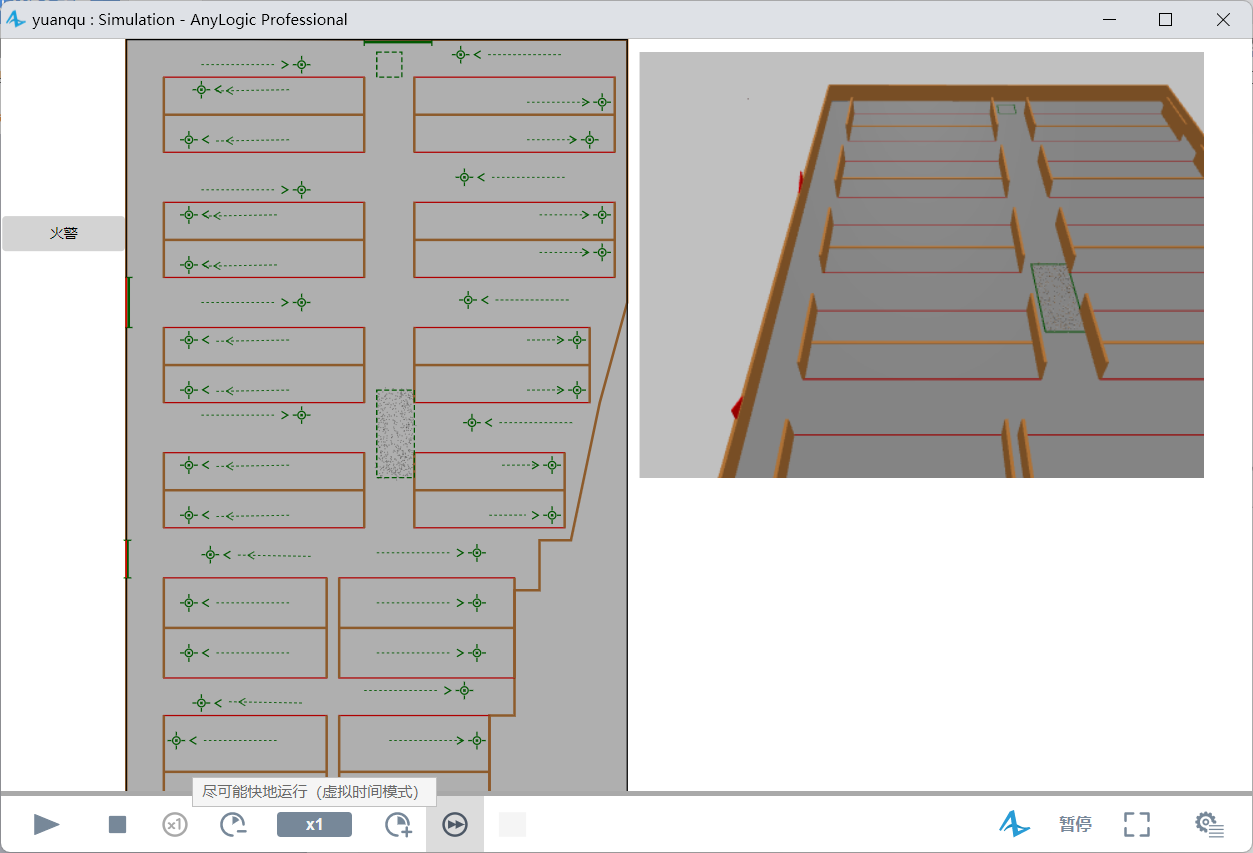 yuanqu : Simulation - AnyLogic Professional
火警
尽可能快地运行（虚拟时间模式）
x1
x1
暂停